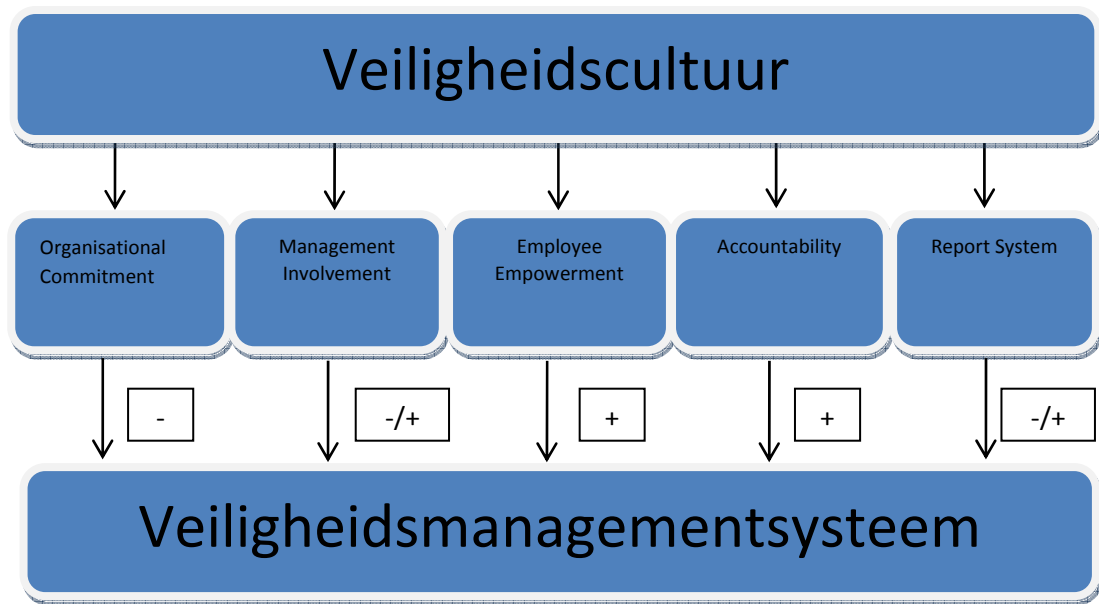 Veiligheidscultuur
Organisational
Commitment
Management
Involvement
Employee
Empowerment
Accountability
Report System
-
-/+
+
+
-/+
Veiligheidsmanagementsysteem